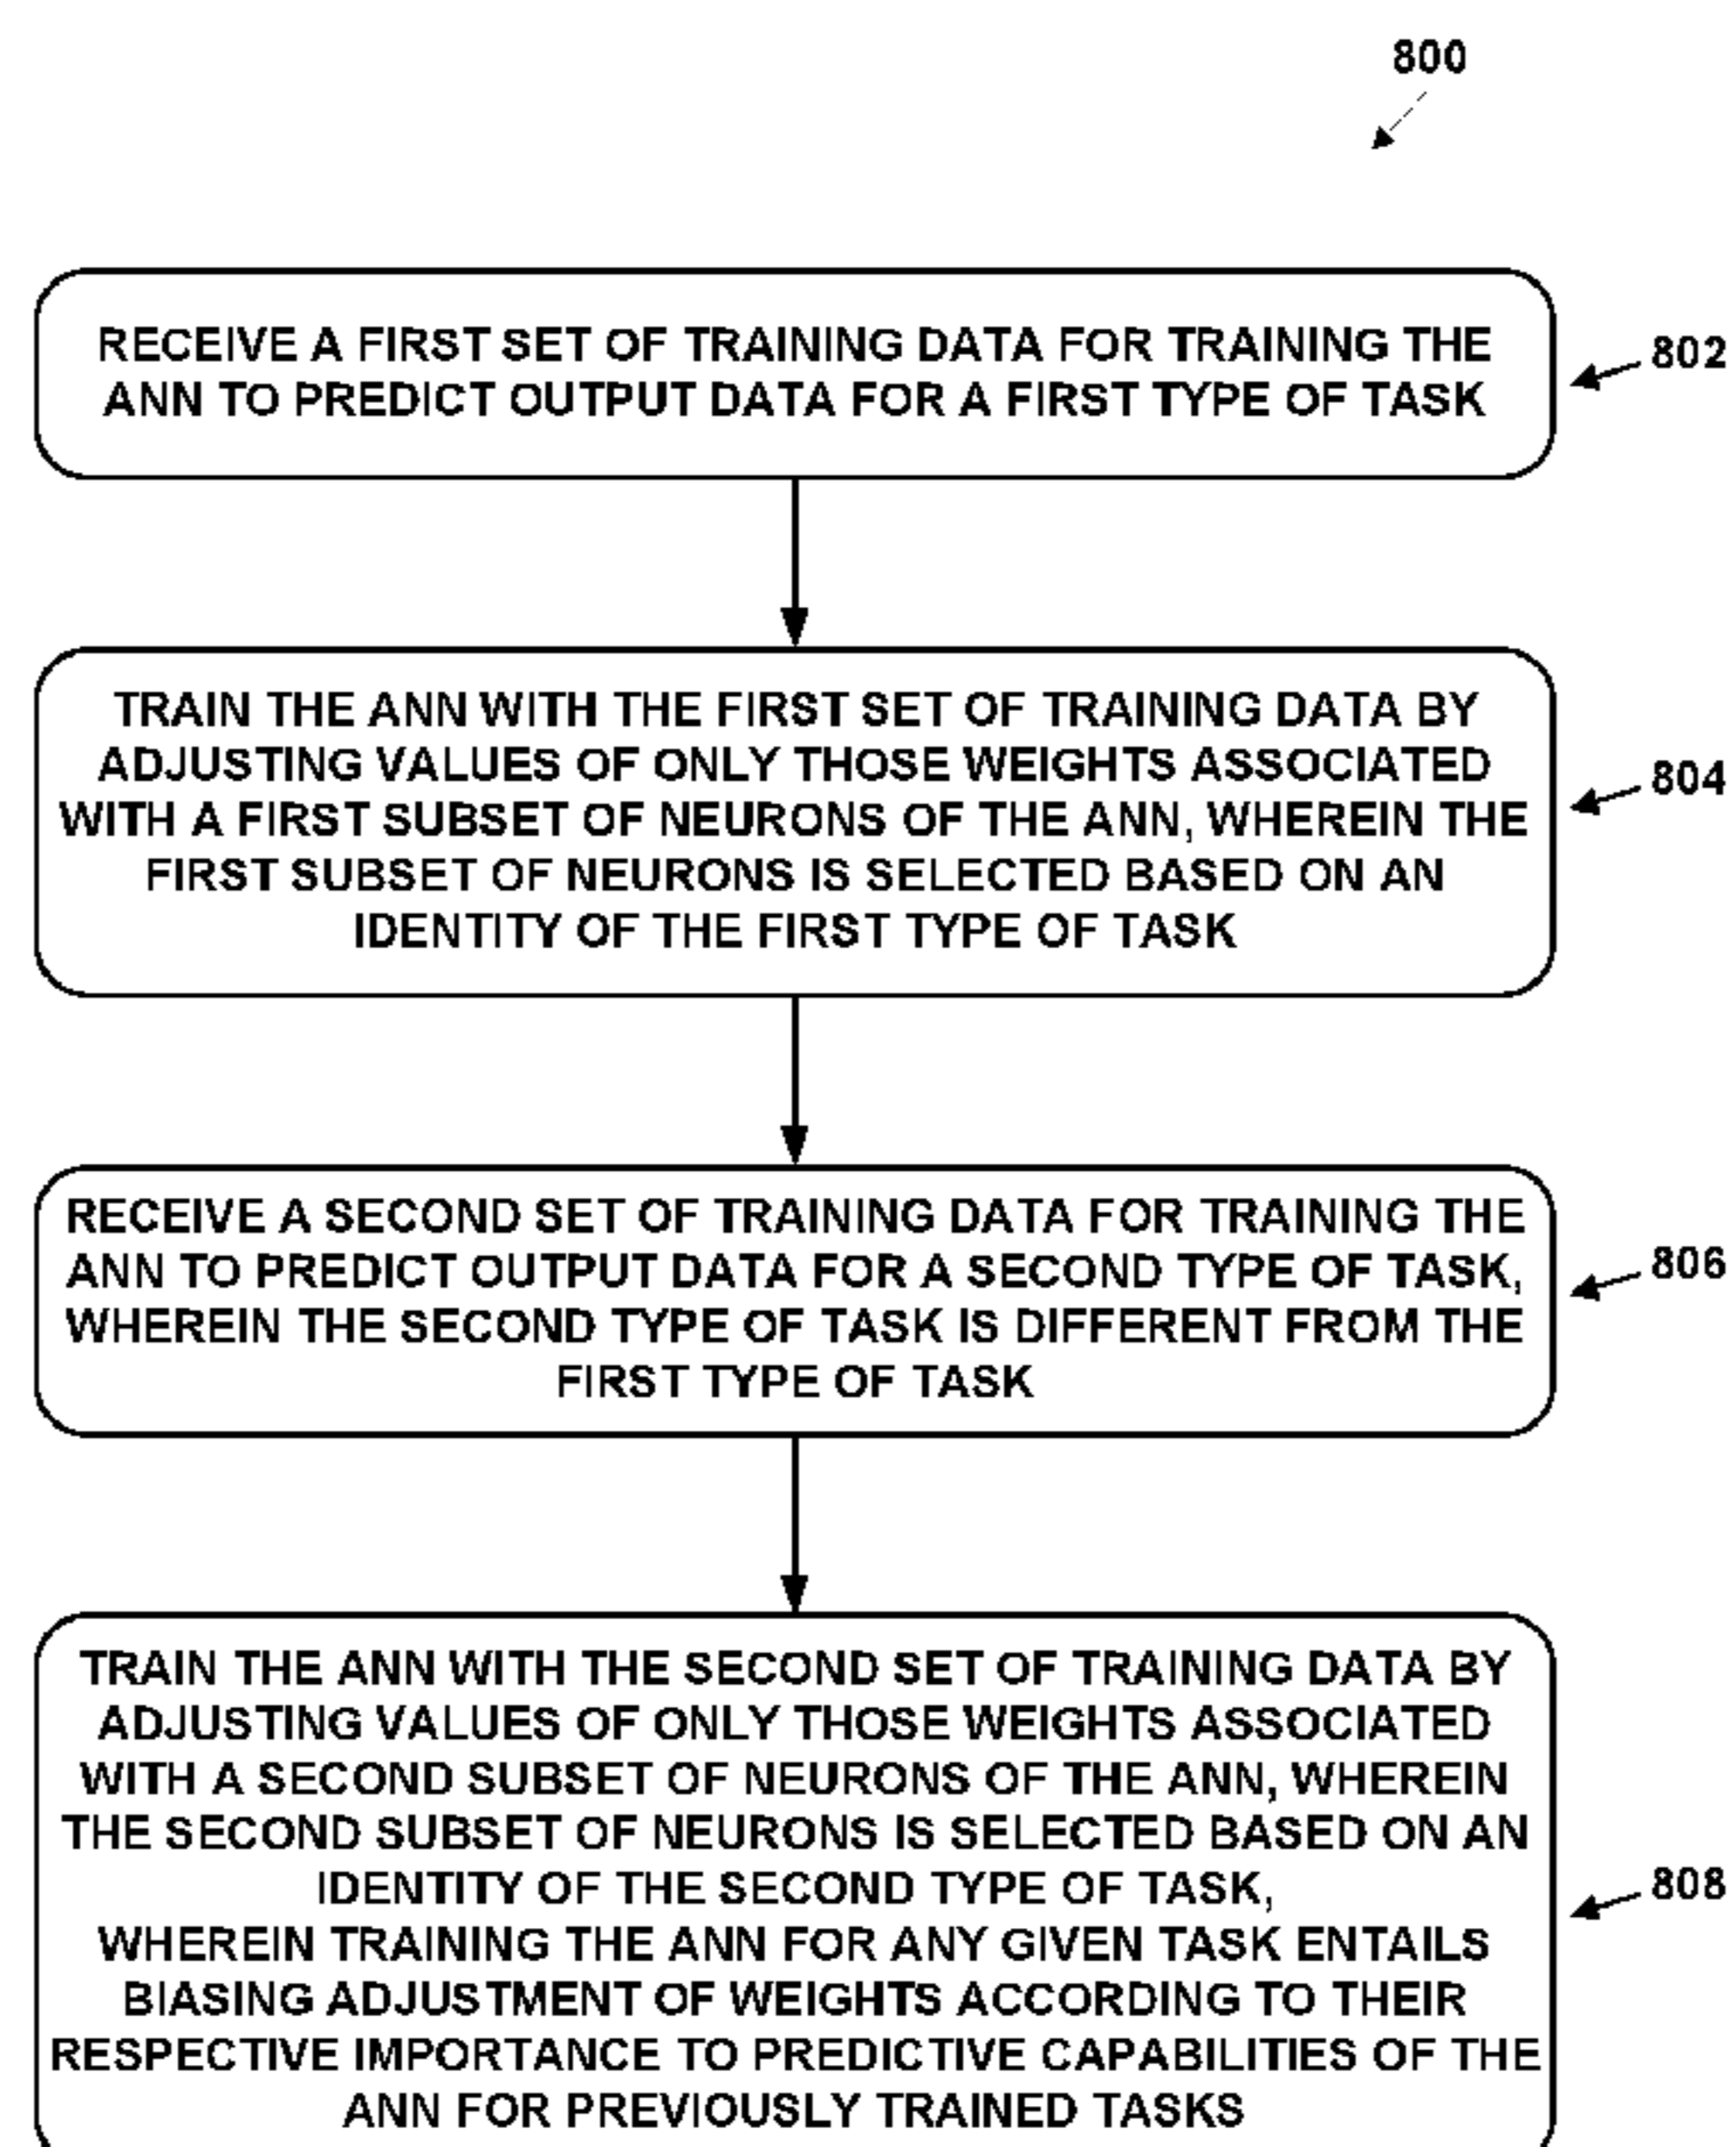 800
RECEIVE A FIRST SET OF TRAINING DATA FOR TRAINING THE
ANN TO PREDICT OUTPUT DATA FOR A FIRST TYPE OF TASK
802
TRAIN THE ANN WITH THE FIRST SET OF TRAINING DATA BY
ADJUSTING VALUES OF ONLY THOSE WEIGHTS ASSOCIATED
WITH A FIRST SUBSET OF NEURONS OF THE ANN, WHEREIN THE
FIRST SUBSET OF NEURONS IS SELECTED BASED ON AN
IDENTITY OF THE FIRST TYPE OF TASK
804
RECEIVE A SECOND SET OF TRAINING DATA FOR TRAINING THE
ANN TO PREDICT OUTPUT DATA FOR A SECOND TYPE OF TASK,
WHEREIN THE SECOND TYPE OF TASK IS DIFFERENT FROM THE
FIRST TYPE OF TASK
806
TRAIN THE ANN WITH THE SECOND SET OF TRAINING DATA BY
ADJUSTING VALUES OF ONLY THOSE WEIGHTS ASSOCIATED
WITH A SECOND SUBSET OF NEURONS OF THE ANN, WHEREIN
THE SECOND SUBSET OF NEURONS IS SELECTED BASED ON AN
IDENTITY OF THE SECOND TYPE OF TASK,
WHEREIN TRAINING THE ANN FOR ANY GIVEN TASK ENTAILS
BIASING ADJUSTMENT OF WEIGHTS ACCORDING TO THEIR
RESPECTIVE IMPORTANCE TO PREDICTIVE CAPABILITIES OF THE
ANN FOR PREVIOUSLY TRAINED TASKS
808